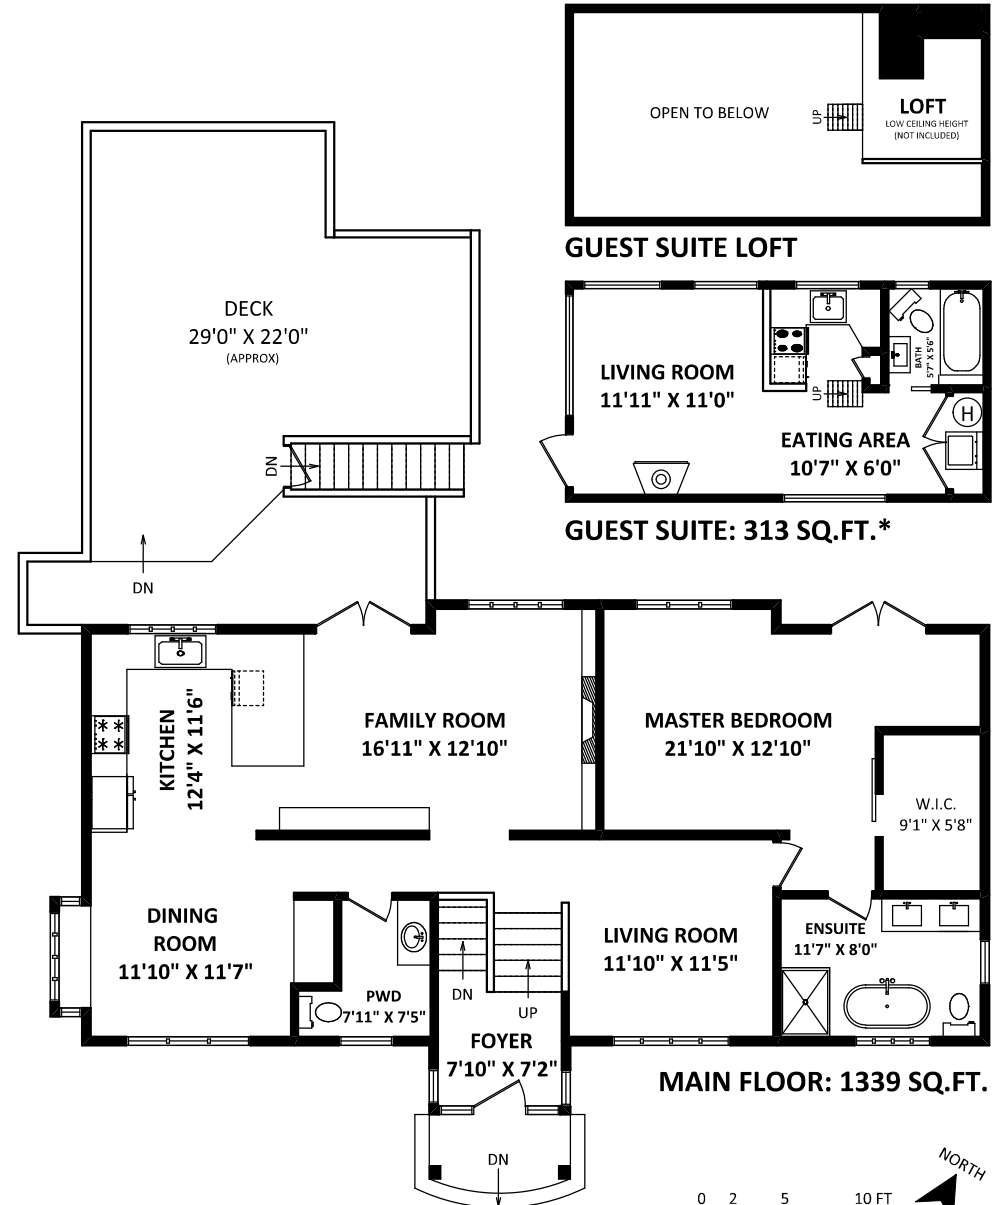 OPEN TO BELOW
UP
LOFT
LOW CEILING HEIGHT
(NOT INCLUDED)
GUEST SUITE LOFT
DECK
29'0" X 22'0"
(APPROX)
DN
DN
LIVING ROOM
11'11" X 11'0"
UP
BATH
5'7" X 5'6"
H
EATING AREA
10'7" X 6'0"
GUEST SUITE: 313 SQ.FT.*
KITCHEN
12'4" X 11'6"
FAMILY ROOM
16'11" X 12'10"
MASTER BEDROOM
21'10" X 12'10"
W.I.C.
9'1" X 5'8"
DINING
ROOM
11'10" X 11'7"
PWD
7'11" X 7'5"
DN
UP
LIVING ROOM
11'10" X 11'5"
ENSUITE
11'7" X 8'0"
FOYER
7'10" X 7'2"
MAIN FLOOR: 1339 SQ.FT.
DN
NORTH
0 2 5 10 FT